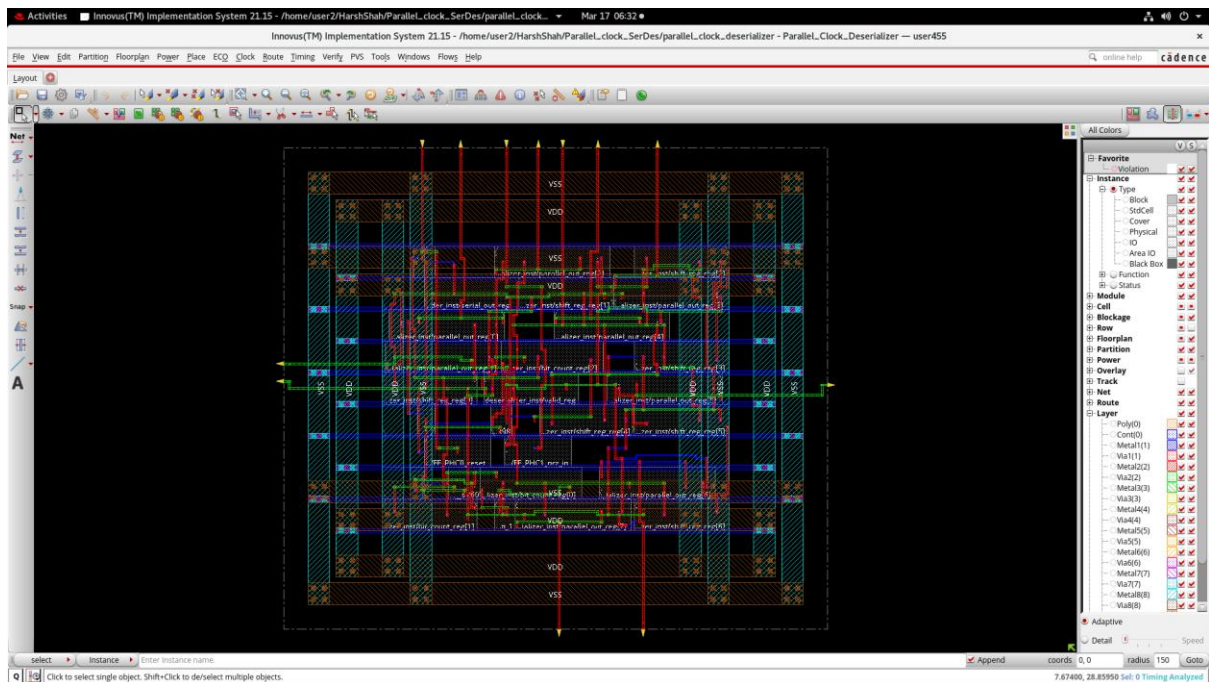 Activities Innovus(TM) Implementation System 21.15 - /home/user2/HarshShah/Parallel_clock_SerDes/parallel_clock_... Mar 17 06:32
Innovus(TM) Implementation System 21.15 - /home/user2/HarshShah/Parallel_clock_SerDes/parallel_clock_deserializer - Parallel_Clock_Deserializer — user455
File View Edit Partition Floorplan Power Place ECO Clock Route Timing Verify PVS Tools Windows Flows Help
online help cādence
Layout
All Colors
Net
Snap
A
V S
Favorite
Violation
Instance
Type
Block
StdCell
Cover
Physical
IO
Area IO
Black Box
Function
Status
Module
Cell
Blockage
Row
Floorplan
Partition
Power
Overlay
Track
Net
Route
Layer
Poly(0)
Cont(0)
Metal1(1)
Via1(1)
Metal2(2)
Via2(2)
Metal3(3)
Via3(3)
Metal4(4)
Via4(4)
Metal5(5)
Via5(5)
Metal6(6)
Via6(6)
Metal7(7)
Via7(7)
Metal8(8)
Via8(8)
Adaptive
Detail Speed
VSS
VDD
VSS
VDD
VSS VDD VDD VSS
VSS
VDD
VDD
VSS
select Instance Enter instance name Append coords 0, 0 radius 150 Goto
Q Click to select single object. Shift+Click to de/select multiple objects. 7.67400, 28.85950 Sel: 0 Timing Analyzed